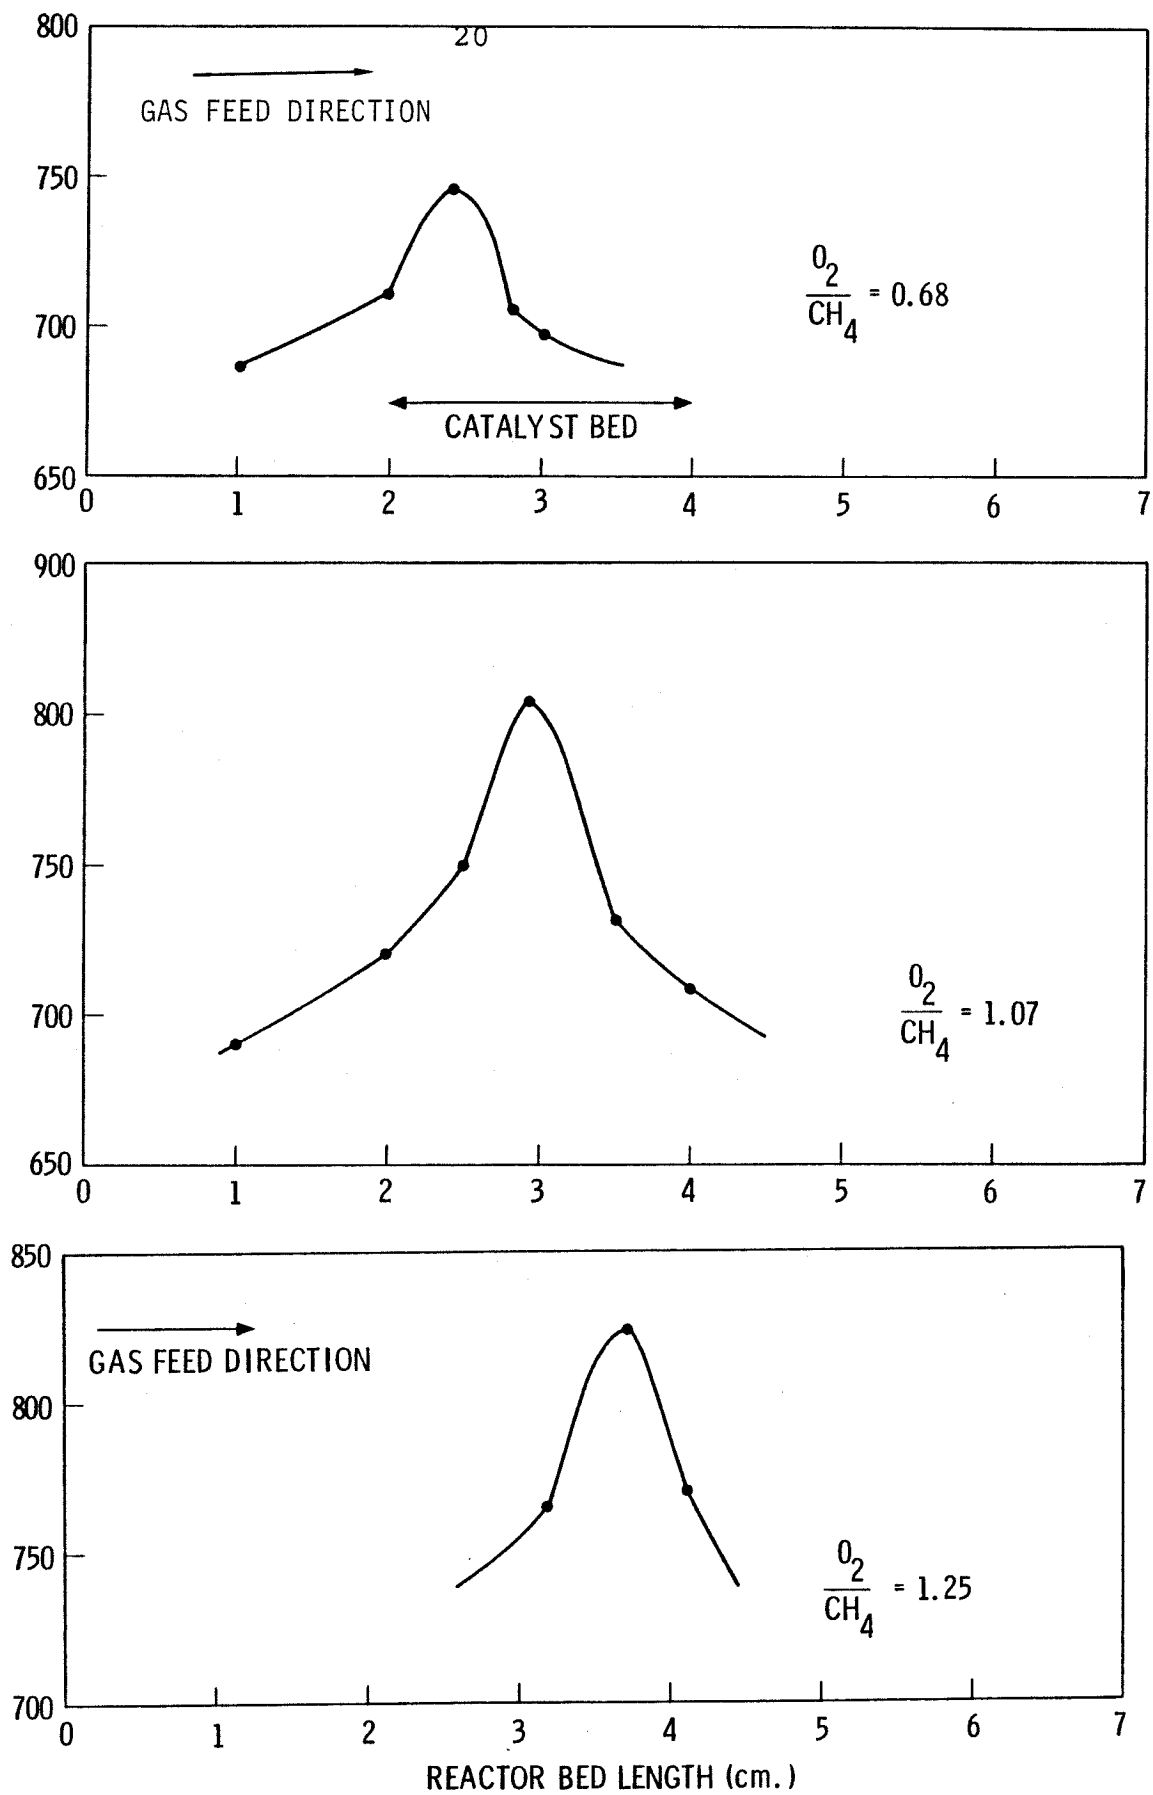 800
20
GAS FEED DIRECTION
750
O2
CH4
= 0.68
700
CATALYST BED
650
0 1 2 3 4 5 6 7
900
800
750
O2
CH4
= 1.07
700
650
0 1 2 3 4 5 6 7
850
GAS FEED DIRECTION
800
750
O2
CH4
= 1.25
700
0 1 2 3 4 5 6 7
REACTOR BED LENGTH (cm.)